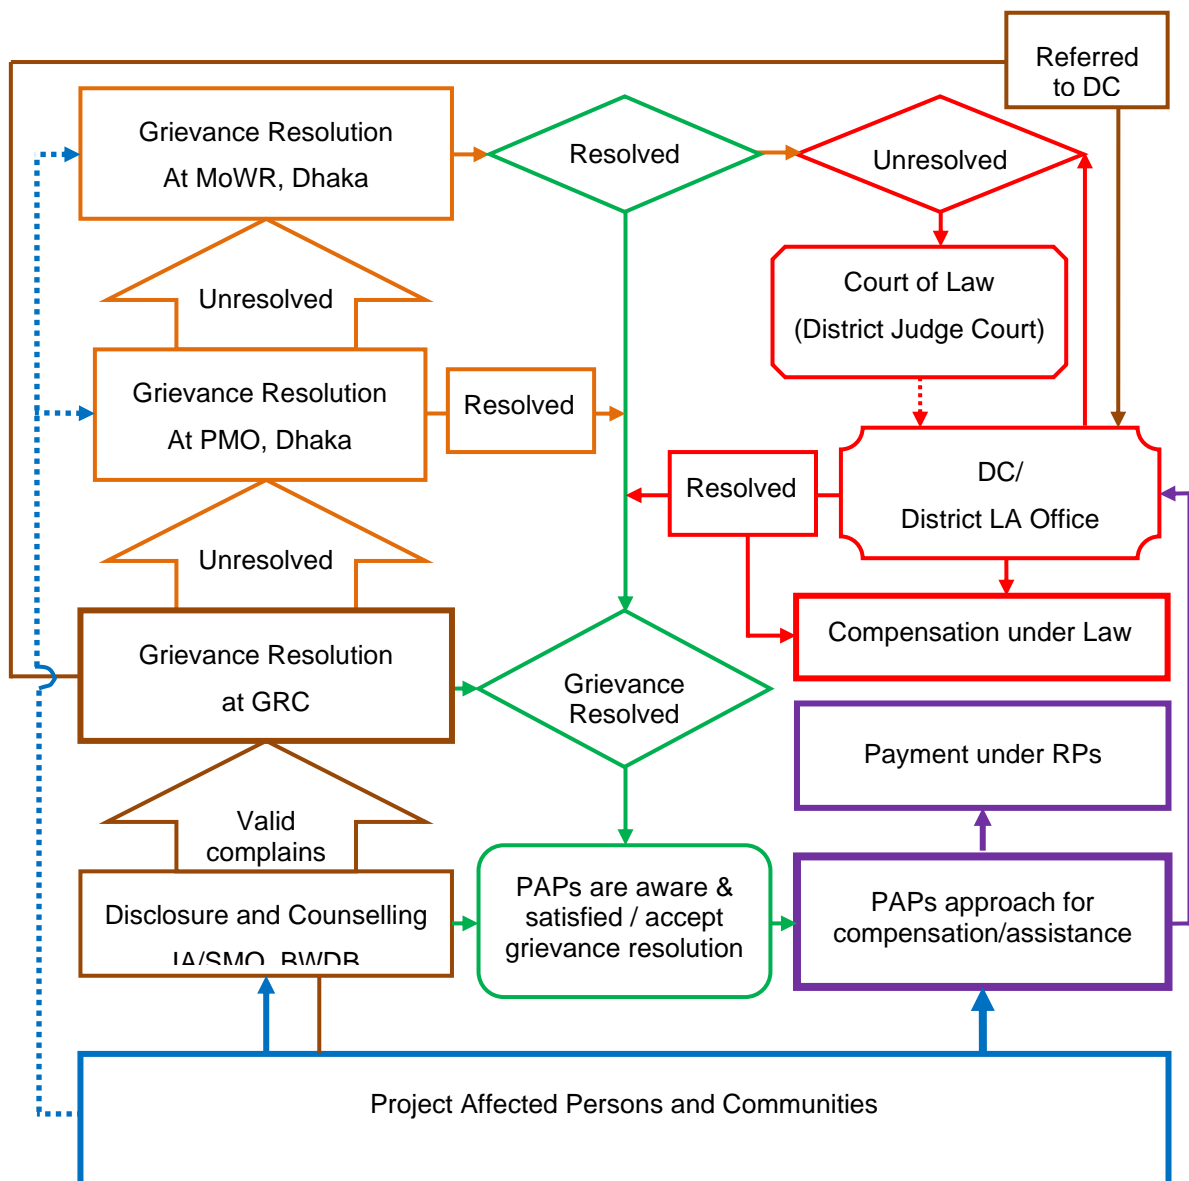 Referred
to DC
Grievance Resolution
At MoWR, Dhaka
Resolved
Unresolved
Unresolved
Court of Law
(District Judge Court)
Grievance Resolution
At PMO, Dhaka
Resolved
Resolved
DC/
District LA Office
Unresolved
Compensation under Law
Grievance Resolution
at GRC
Grievance
Resolved
Payment under RPs
Valid
complains
Disclosure and Counselling
IA/SMO, BWDB
PAPs are aware &
satisfied / accept
grievance resolution
PAPs approach for
compensation/assistance
Project Affected Persons and Communities